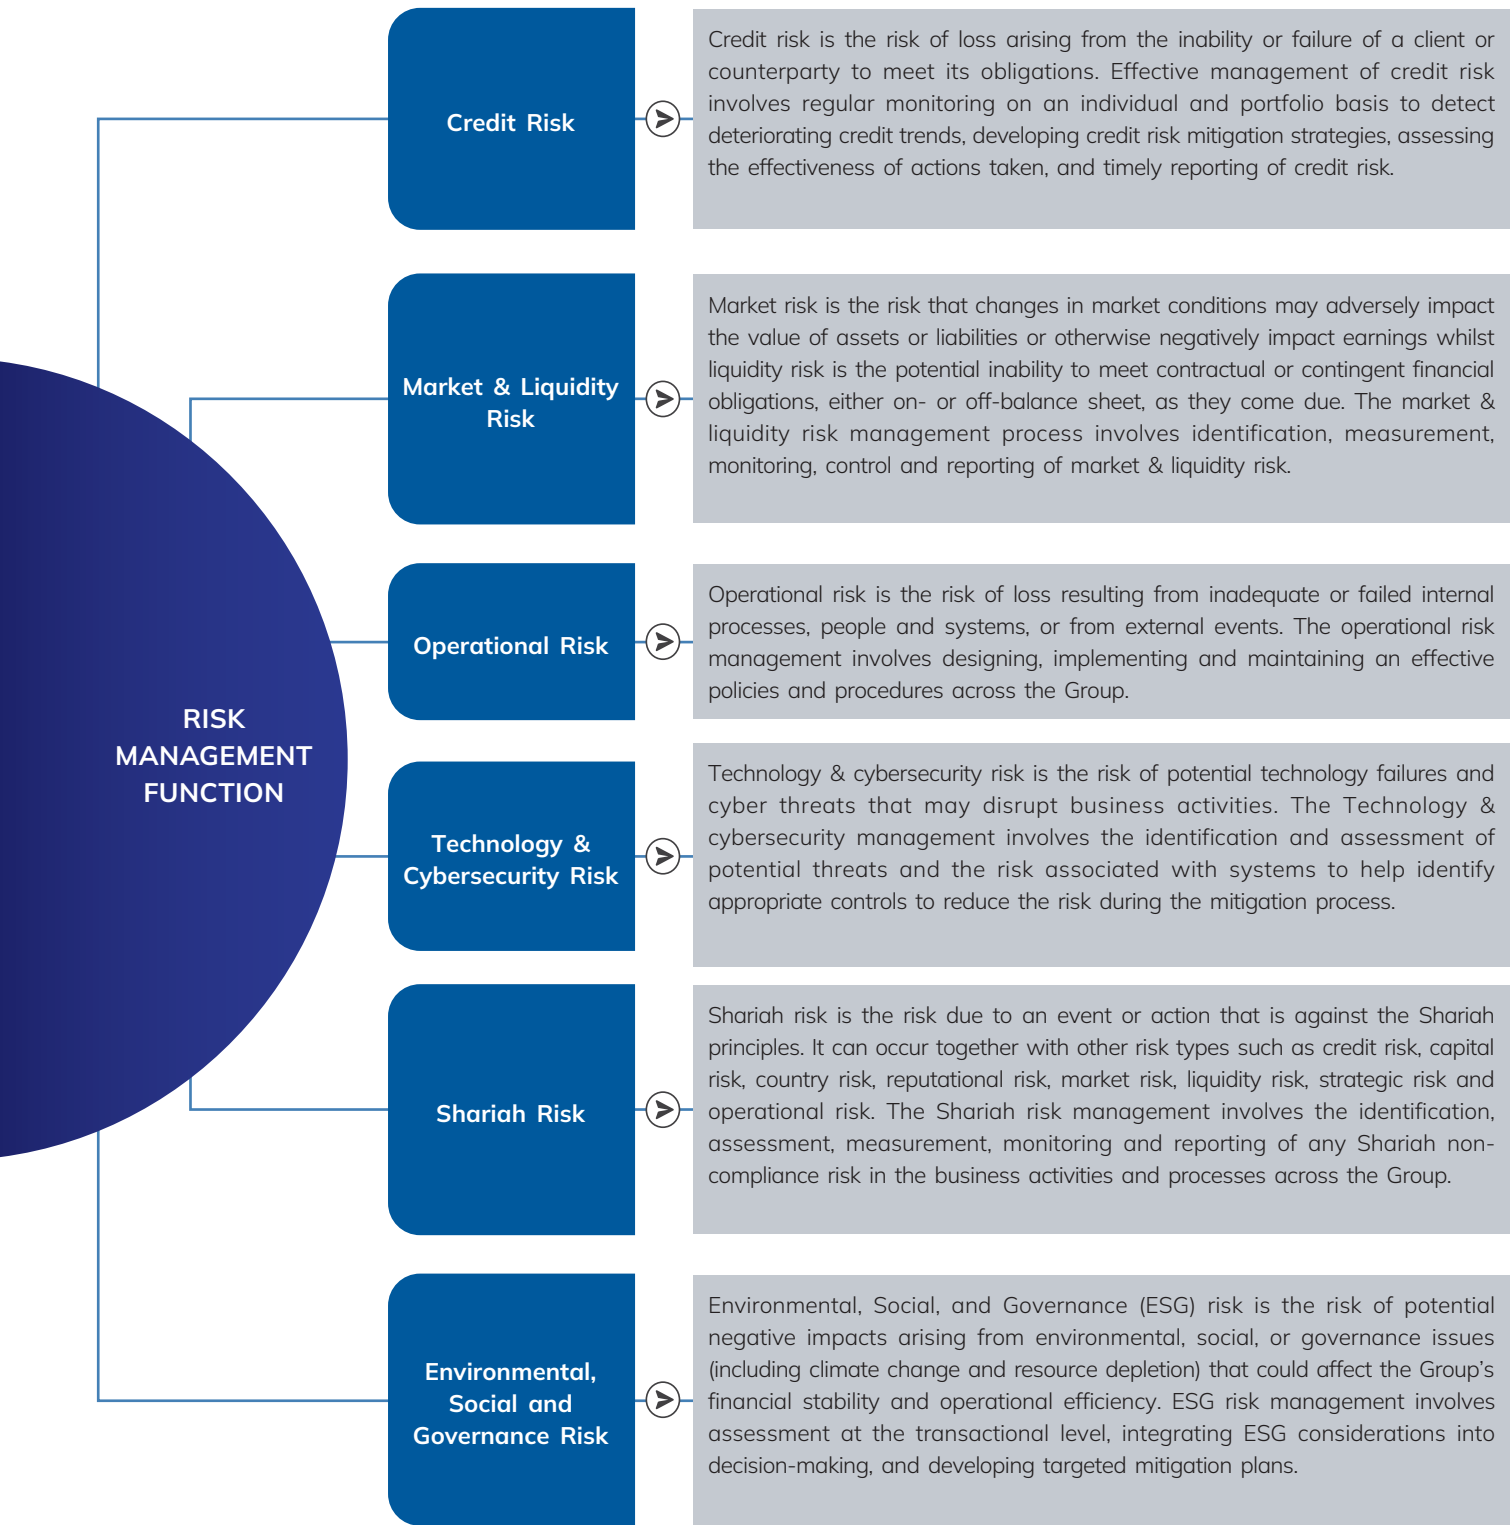 RISK
MANAGEMENT
FUNCTION
Credit Risk
Credit risk is the risk of loss arising from the inability or failure of a client or
counterparty to meet its obligations. Effective management of credit risk
involves regular monitoring on an individual and portfolio basis to detect
deteriorating credit trends, developing credit risk mitigation strategies, assessing
the effectiveness of actions taken, and timely reporting of credit risk.
Market & Liquidity
Risk
Market risk is the risk that changes in market conditions may adversely impact
the value of assets or liabilities or otherwise negatively impact earnings whilst
liquidity risk is the potential inability to meet contractual or contingent financial
obligations, either on- or off-balance sheet, as they come due. The market &
liquidity risk management process involves identification, measurement,
monitoring, control and reporting of market & liquidity risk.
Operational Risk
Operational risk is the risk of loss resulting from inadequate or failed internal
processes, people and systems, or from external events. The operational risk
management involves designing, implementing and maintaining an effective
policies and procedures across the Group.
Technology &
Cybersecurity Risk
Technology & cybersecurity risk is the risk of potential technology failures and
cyber threats that may disrupt business activities. The Technology &
cybersecurity management involves the identification and assessment of
potential threats and the risk associated with systems to help identify
appropriate controls to reduce the risk during the mitigation process.
Shariah Risk
Shariah risk is the risk due to an event or action that is against the Shariah
principles. It can occur together with other risk types such as credit risk, capital
risk, country risk, reputational risk, market risk, liquidity risk, strategic risk and
operational risk. The Shariah risk management involves the identification,
assessment, measurement, monitoring and reporting of any Shariah non-
compliance risk in the business activities and processes across the Group.
Environmental,
Social and
Governance Risk
Environmental, Social, and Governance (ESG) risk is the risk of potential
negative impacts arising from environmental, social, or governance issues
(including climate change and resource depletion) that could affect the Group’s
financial stability and operational efficiency. ESG risk management involves
assessment at the transactional level, integrating ESG considerations into
decision-making, and developing targeted mitigation plans.